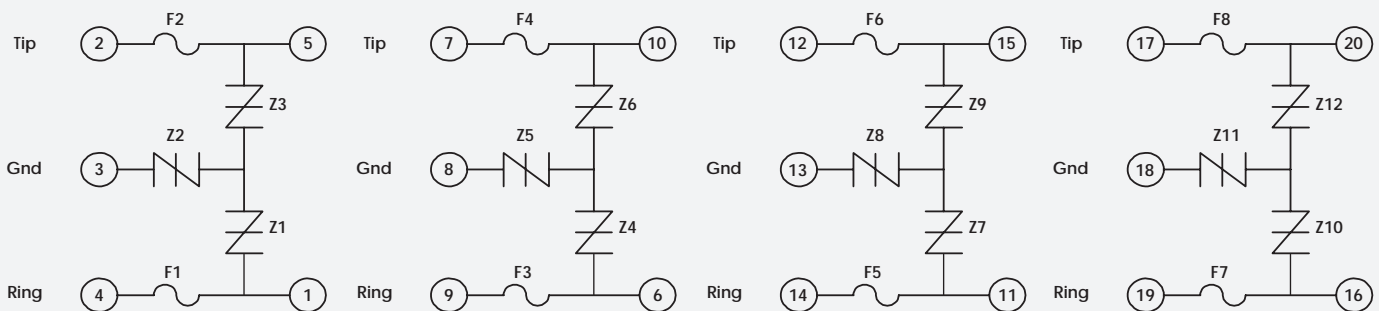 F2 F4 F6 F8
Tip 2 5 Tip 7 10 Tip 12 15 Tip 17 20
Z3 Z6 Z9 Z12
Z2 Z5 Z8 Z11
Gnd 3 Gnd 8 Gnd 13 Gnd 18
Z1 Z4 Z7 Z10
F1 F3 F5 F7
Ring 4 1 Ring 9 6 Ring 14 11 Ring 19 16